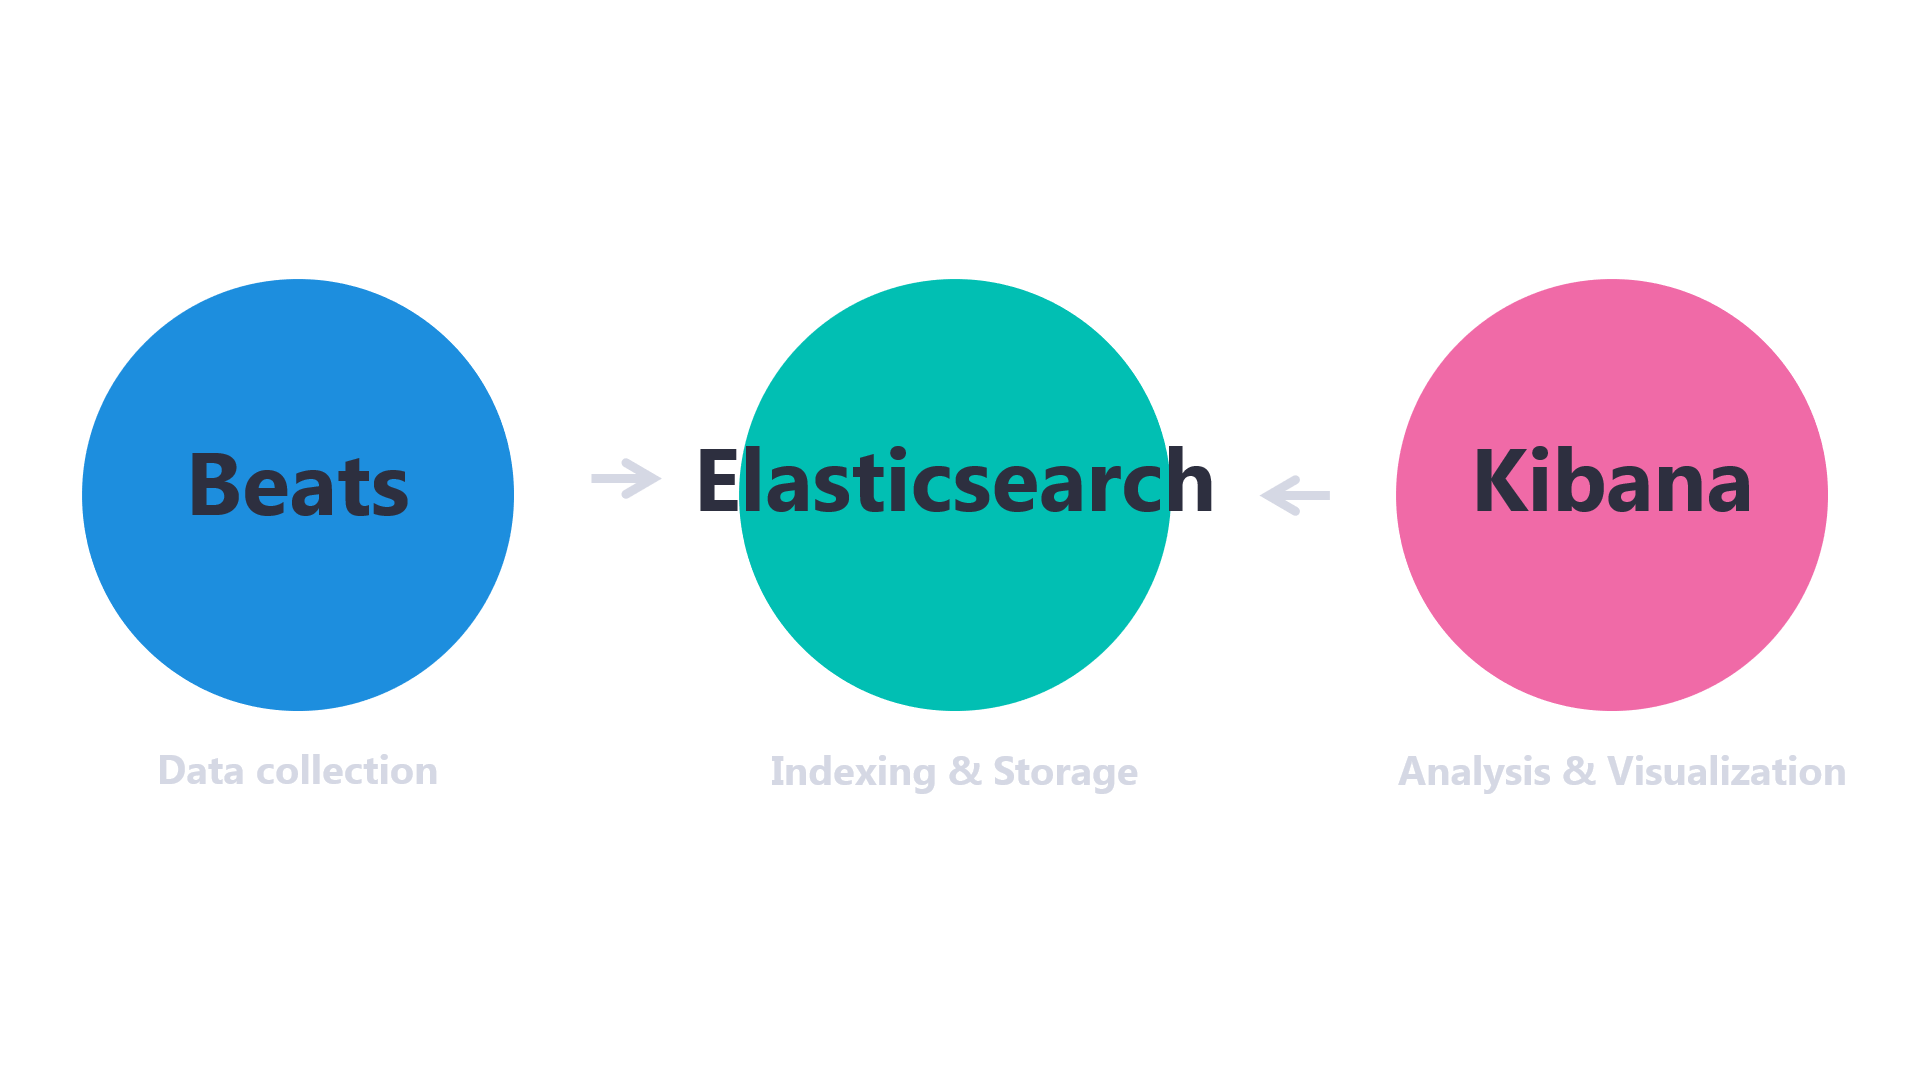 Beats
Elasticsearch
Kibana
Data collection
Indexing & Storage
Analysis & Visualization